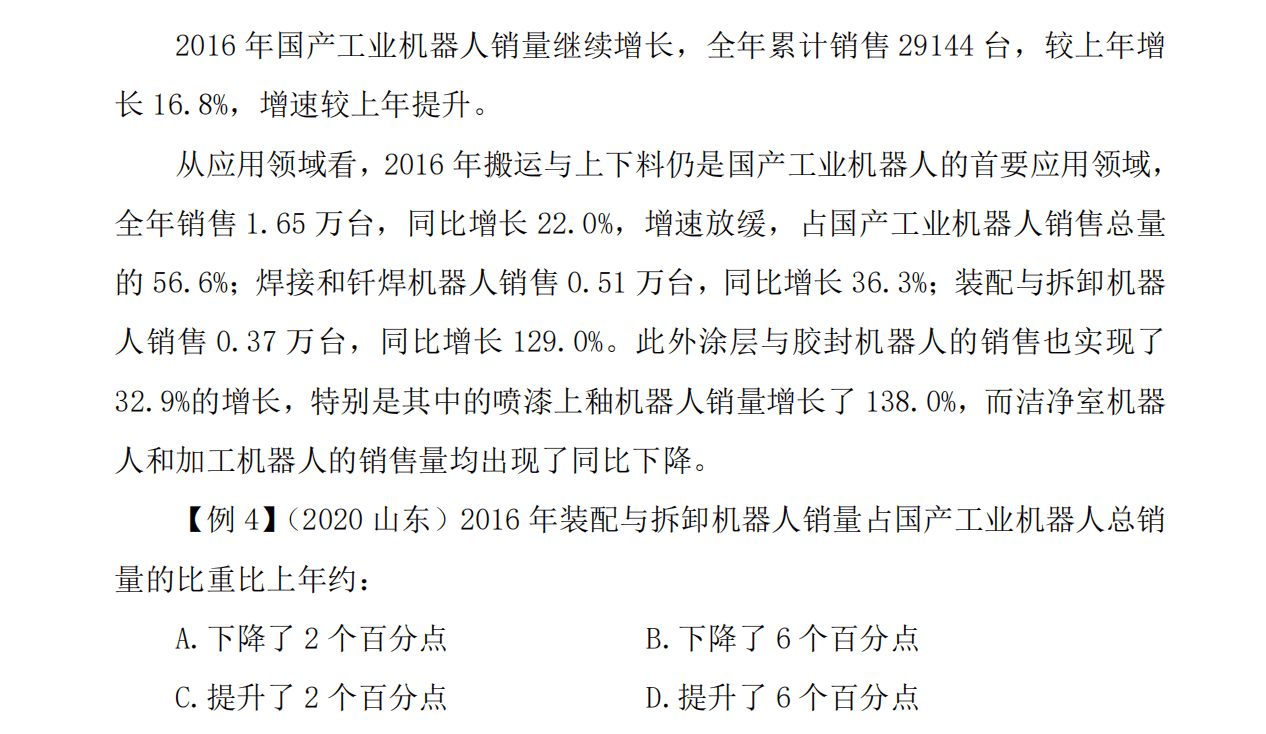 2016 年国产工业机器人销量继续增长，全年累计销售 29144 台，较上年增
长 16.8%，增速较上年提升。
从应用领域看，2016 年搬运与上下料仍是国产工业机器人的首要应用领域，
全年销售 1.65 万台，同比增长 22.0%，增速放缓，占国产工业机器人销售总量
的 56.6%；焊接和钎焊机器人销售 0.51 万台，同比增长 36.3%；装配与拆卸机器
人销售 0.37 万台，同比增长 129.0%。此外涂层与胶封机器人的销售也实现了
32.9%的增长，特别是其中的喷漆上釉机器人销量增长了 138.0%，而洁净室机器
人和加工机器人的销售量均出现了同比下降。
【例 4】（2020 山东）2016 年装配与拆卸机器人销量占国产工业机器人总销
量的比重比上年约：
A.下降了 2 个百分点 B.下降了 6 个百分点
C.提升了 2 个百分点 D.提升了 6 个百分点